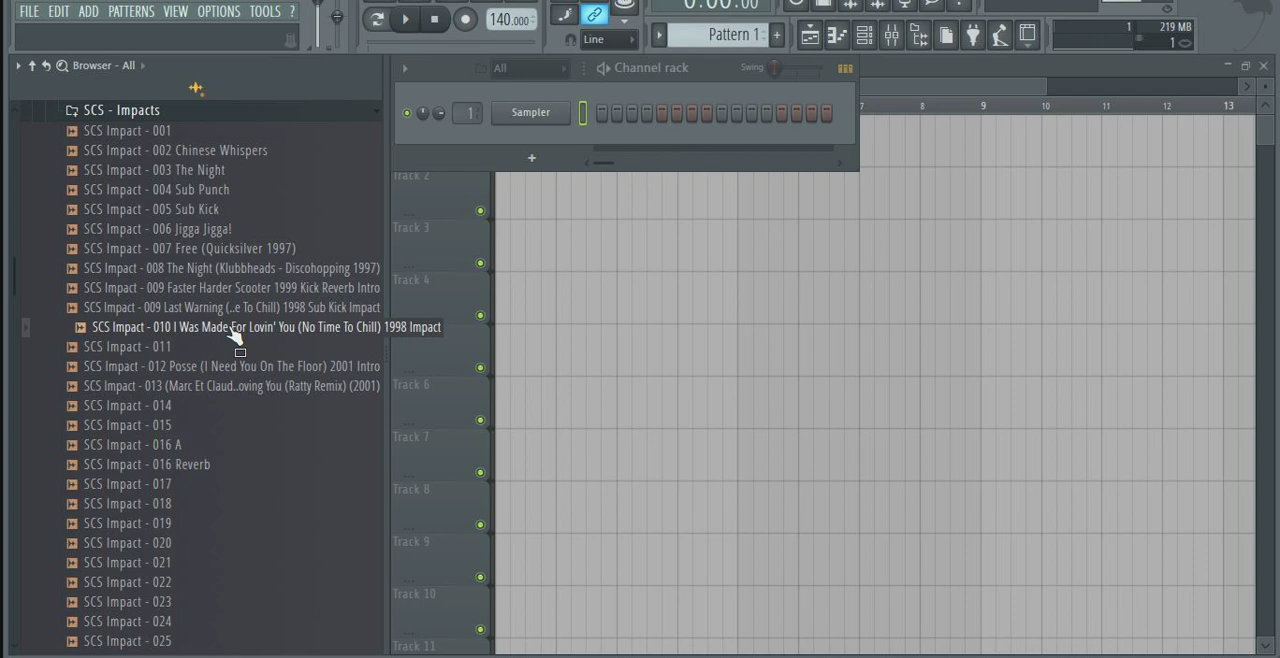 FILE EDIT ADD PATTERNS VIEW OPTIONS TOOLS ?
140.000
Line
Pattern 1
+
1
219 MB
1
Browser - All
All
Channel rack
Swing
1
Sampler
+
7 8 9 10 11 12 13
SCS - Impacts
SCS Impact - 001
SCS Impact - 002 Chinese Whispers
SCS Impact - 003 The Night
SCS Impact - 004 Sub Punch
SCS Impact - 005 Sub Kick
SCS Impact - 006 Jigga Jigga!
SCS Impact - 007 Free (Quicksilver 1997)
SCS Impact - 008 The Night (Klubbheads - Discohopping 1997)
SCS Impact - 009 Faster Harder Scooter 1999 Kick Reverb Intro
SCS Impact - 009 Last Warning (..e To Chill) 1998 Sub Kick Impact
SCS Impact - 010 I Was Made For Lovin' You (No Time To Chill) 1998 Impact
SCS Impact - 011
SCS Impact - 012 Posse (I Need You On The Floor) 2001 Intro
SCS Impact - 013 (Marc Et Claud..oving You (Ratty Remix) (2001)
SCS Impact - 014
SCS Impact - 015
SCS Impact - 016 A
SCS Impact - 016 Reverb
SCS Impact - 017
SCS Impact - 018
SCS Impact - 019
SCS Impact - 020
SCS Impact - 021
SCS Impact - 022
SCS Impact - 023
SCS Impact - 024
SCS Impact - 025
Track 2
Track 3
Track 4
Track 6
Track 7
Track 8
Track 9
Track 10
Track 11